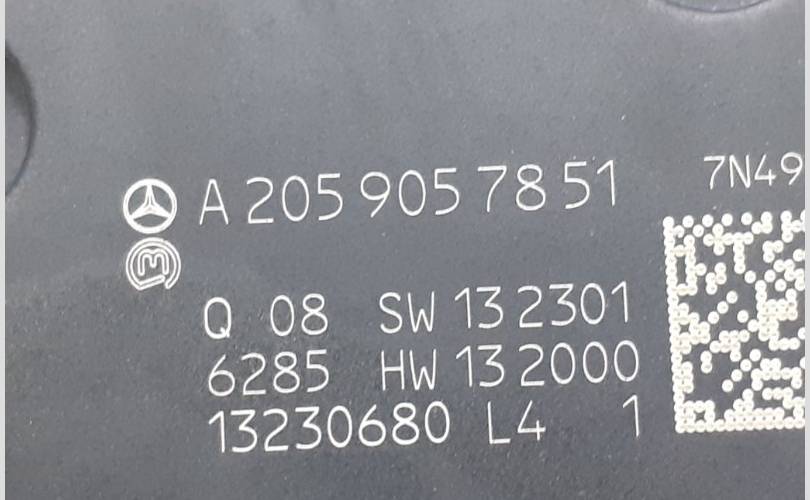 A 205 905 78 51
7N49
Q 08 SW 13 2301
6285 HW 13 2000
13230680 L4 1